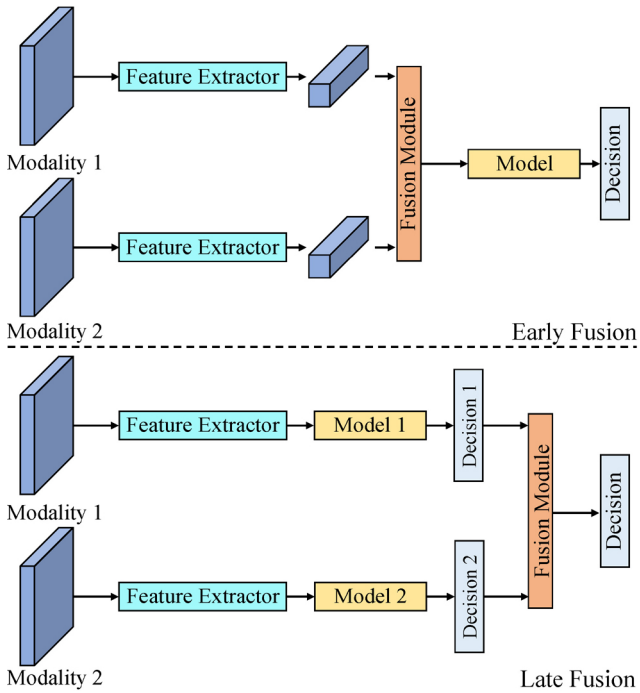 Feature Extractor
Modality 1
Fusion Module
Model
Decision
Feature Extractor
Modality 2
Early Fusion
Feature Extractor
Model 1
Decision 1
Modality 1
Fusion Module
Decision
Feature Extractor
Model 2
Decision 2
Modality 2
Late Fusion